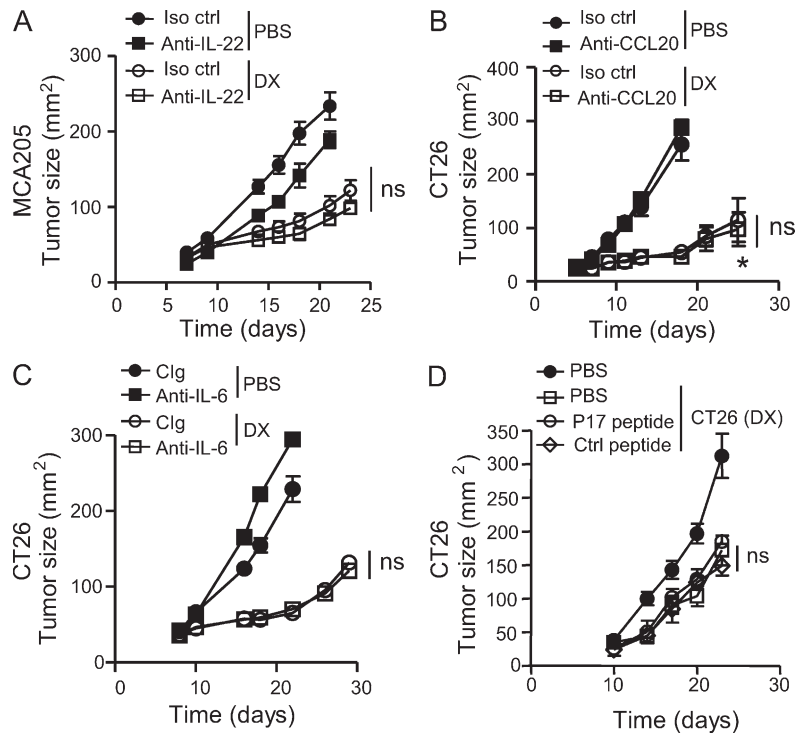 A
Iso ctrl
Anti-IL-22
PBS
Iso ctrl
Anti-IL-22
DX
300
200
100
0
MCA205
Tumor size (mm2)
ns
0 5 10 15 20 25
Time (days)
B
Iso ctrl
Anti-CCL20
PBS
Iso ctrl
Anti-CCL20
DX
400
300
200
100
0
CT26
Tumor size (mm2)
ns
*
0 10 20 30
Time (days)
C
CIg
Anti-IL-6
PBS
CIg
Anti-IL-6
DX
300
200
100
0
CT26
Tumor size (mm2)
ns
0 10 20 30
Time (days)
D
PBS
PBS
P17 peptide
Ctrl peptide
CT26 (DX)
350
300
250
200
150
100
50
0
CT26
Tumor size (mm 2)
ns
0 10 20 30
Time (days)